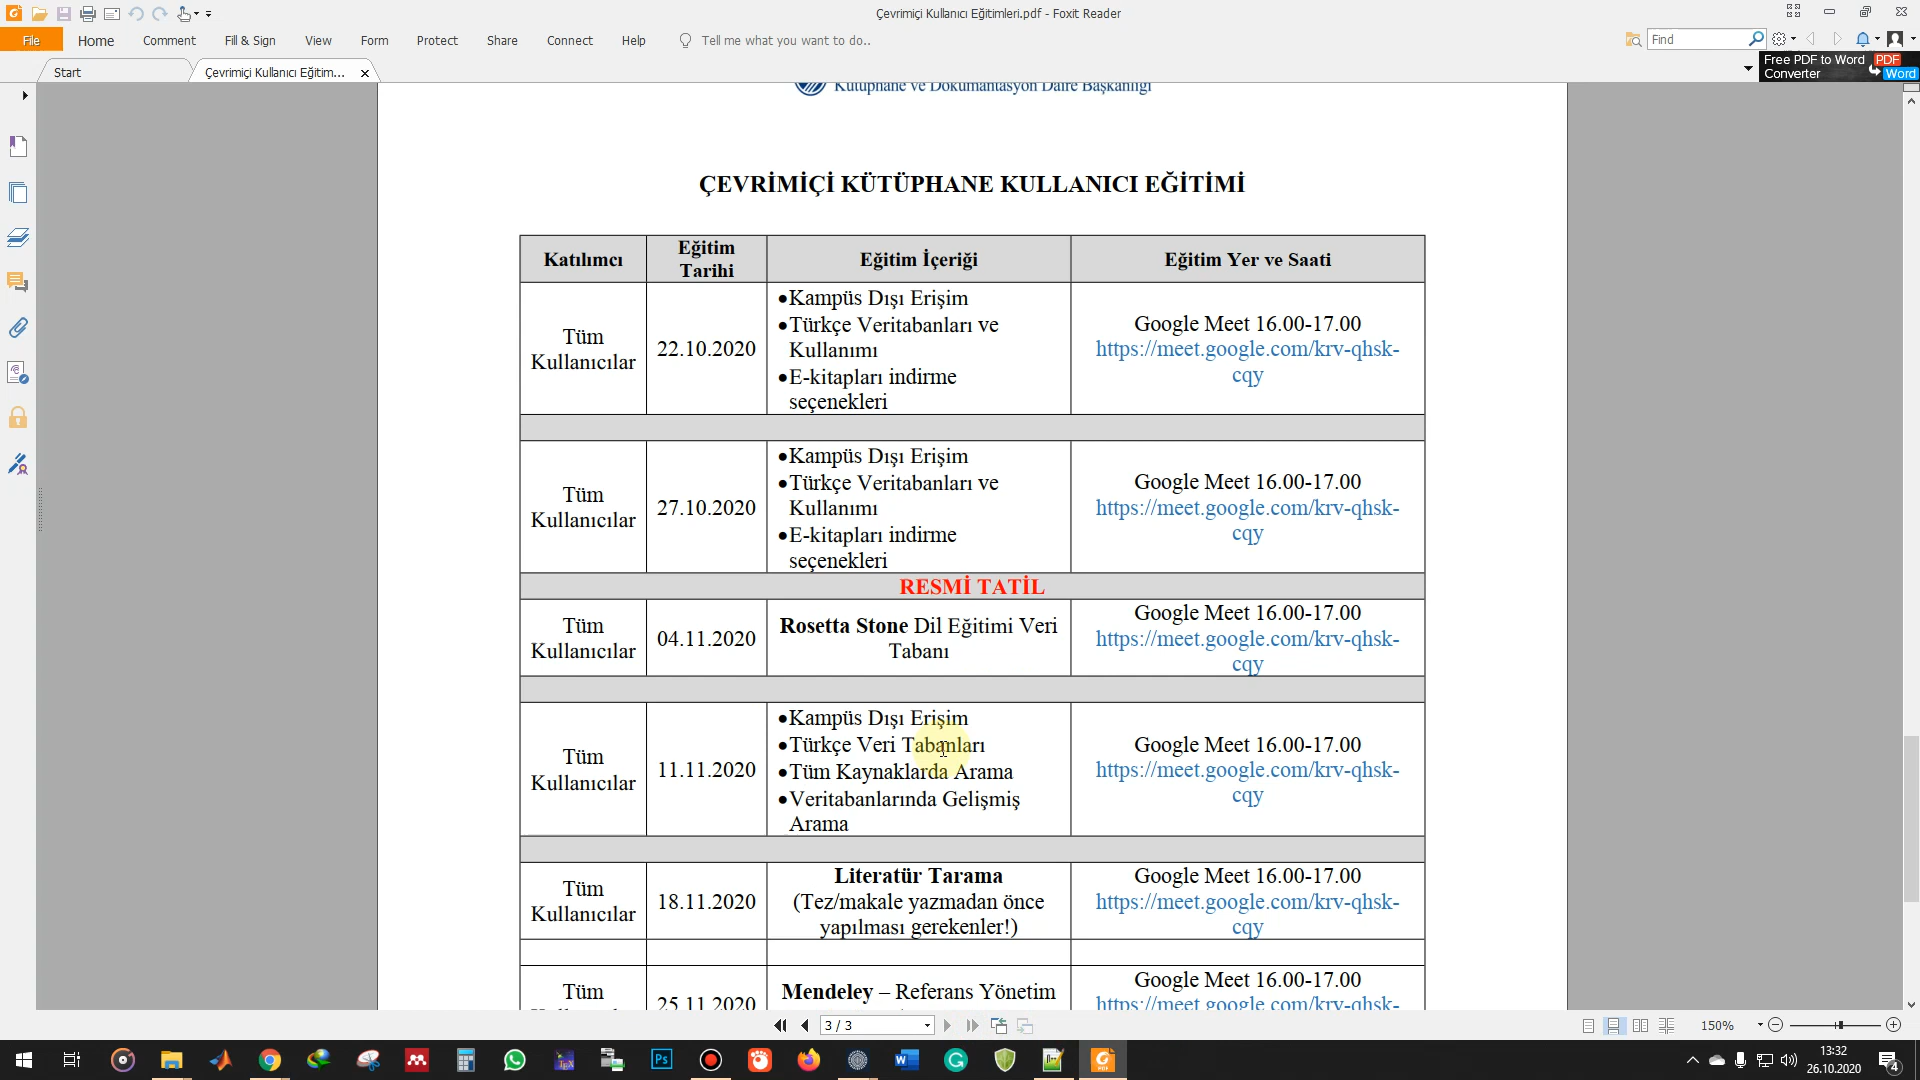 Çevrimiçi Kullanıcı Eğitimleri.pdf - Foxit Reader
File Home Comment Fill & Sign View Form Protect Share Connect Help Tell me what you want to do.. Find
Start Çevrimiçi Kullanıcı Eğitim... Free PDF to Word PDF
Converter Word
Kütüphane ve Dokümantasyon Daire Başkanlığı
ÇEVRİMİÇİ KÜTÜPHANE KULLANICI EĞİTİMİ
Katılımcı
Eğitim
Tarihi
Eğitim İçeriği
Eğitim Yer ve Saati
Tüm
Kullanıcılar
22.10.2020
•Kampüs Dışı Erişim
•Türkçe Veritabanları ve
Kullanımı
•E-kitapları indirme
seçenekleri
Google Meet 16.00-17.00
https://meet.google.com/krv-qhsk-
cqy
Tüm
Kullanıcılar
27.10.2020
•Kampüs Dışı Erişim
•Türkçe Veritabanları ve
Kullanımı
•E-kitapları indirme
seçenekleri
Google Meet 16.00-17.00
https://meet.google.com/krv-qhsk-
cqy
RESMİ TATİL
Tüm
Kullanıcılar
04.11.2020
Rosetta Stone Dil Eğitimi Veri
Tabanı
Google Meet 16.00-17.00
https://meet.google.com/krv-qhsk-
cqy
Tüm
Kullanıcılar
11.11.2020
•Kampüs Dışı Erişim
•Türkçe Veri Tabanları
•Tüm Kaynaklarda Arama
•Veritabanlarında Gelişmiş
Arama
Google Meet 16.00-17.00
https://meet.google.com/krv-qhsk-
cqy
Tüm
Kullanıcılar
18.11.2020
Literatür Tarama
(Tez/makale yazmadan önce
yapılması gerekenler!)
Google Meet 16.00-17.00
https://meet.google.com/krv-qhsk-
cqy
Tüm
25.11.2020
Mendeley – Referans Yönetim
Google Meet 16.00-17.00
https://meet.google.com/krv-qhsk-
3 / 3
150%
13:32
26.10.2020
4